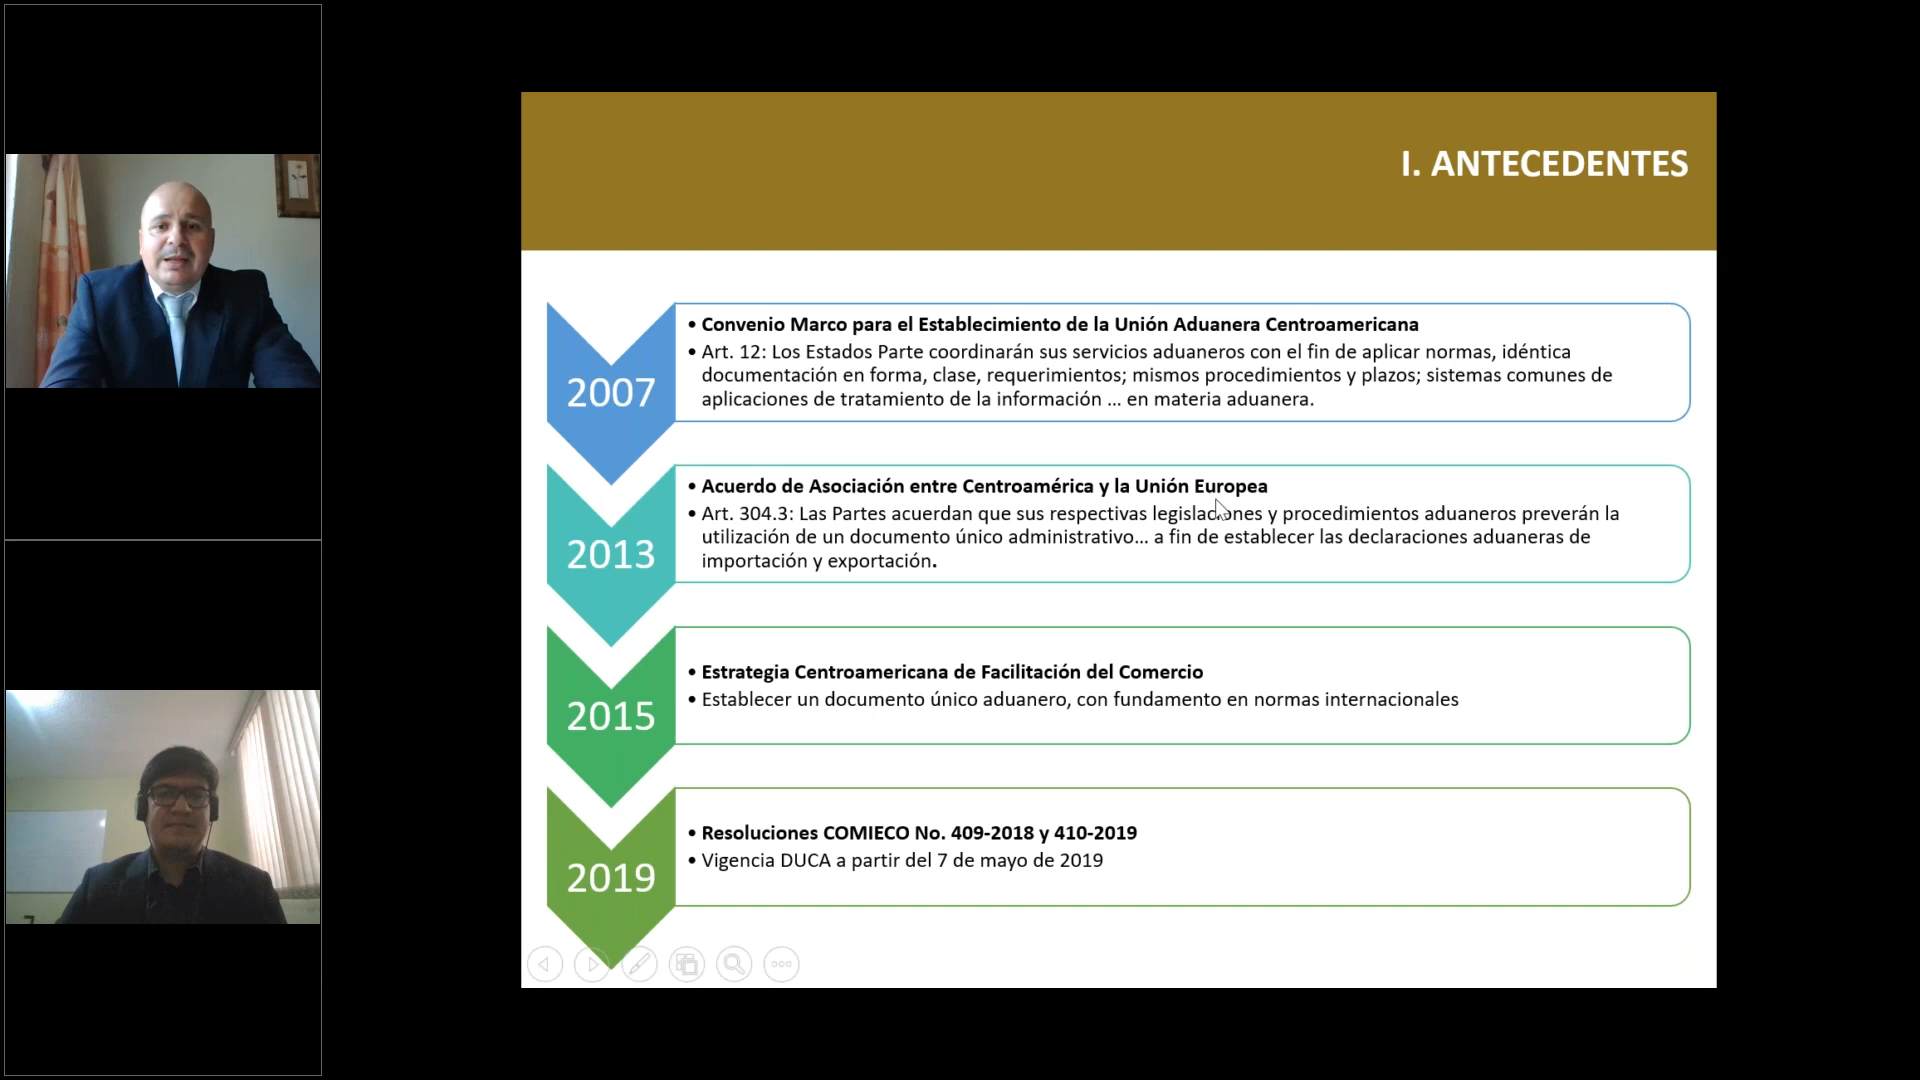 I. ANTECEDENTES
2007
• Convenio Marco para el Establecimiento de la Unión Aduanera Centroamericana
• Art. 12: Los Estados Parte coordinarán sus servicios aduaneros con el fin de aplicar normas, idéntica
documentación en forma, clase, requerimientos; mismos procedimientos y plazos; sistemas comunes de
aplicaciones de tratamiento de la información ... en materia aduanera.
2013
• Acuerdo de Asociación entre Centroamérica y la Unión Europea
• Art. 304.3: Las Partes acuerdan que sus respectivas legislaciones y procedimientos aduaneros preverán la
utilización de un documento único administrativo... a fin de establecer las declaraciones aduaneras de
importación y exportación.
2015
• Estrategia Centroamericana de Facilitación del Comercio
• Establecer un documento único aduanero, con fundamento en normas internacionales
2019
• Resoluciones COMIECO No. 409-2018 y 410-2019
• Vigencia DUCA a partir del 7 de mayo de 2019